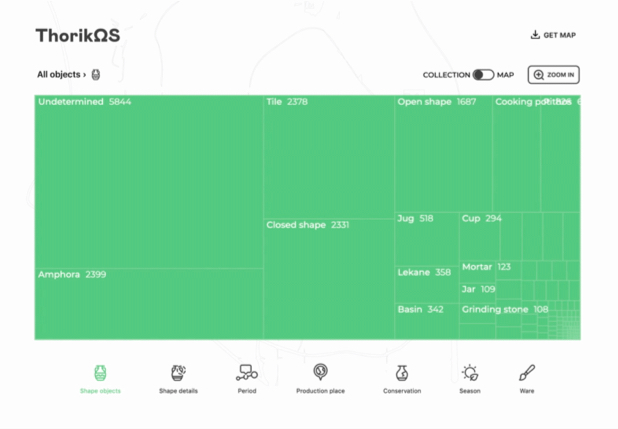 ThorikΩS
GET MAP
All objects ›
COLLECTION MAP
ZOOM IN
Undetermined 5844
Tile 2378
Open shape 1687
Cooking pot
Closed shape 2331
Jug 518
Cup 294
Amphora 2399
Lekane 358
Mortar 123
Jar 109
Basin 342
Grinding stone 108
Shape objects
Shape details
Period
Production place
Conservation
Season
Ware